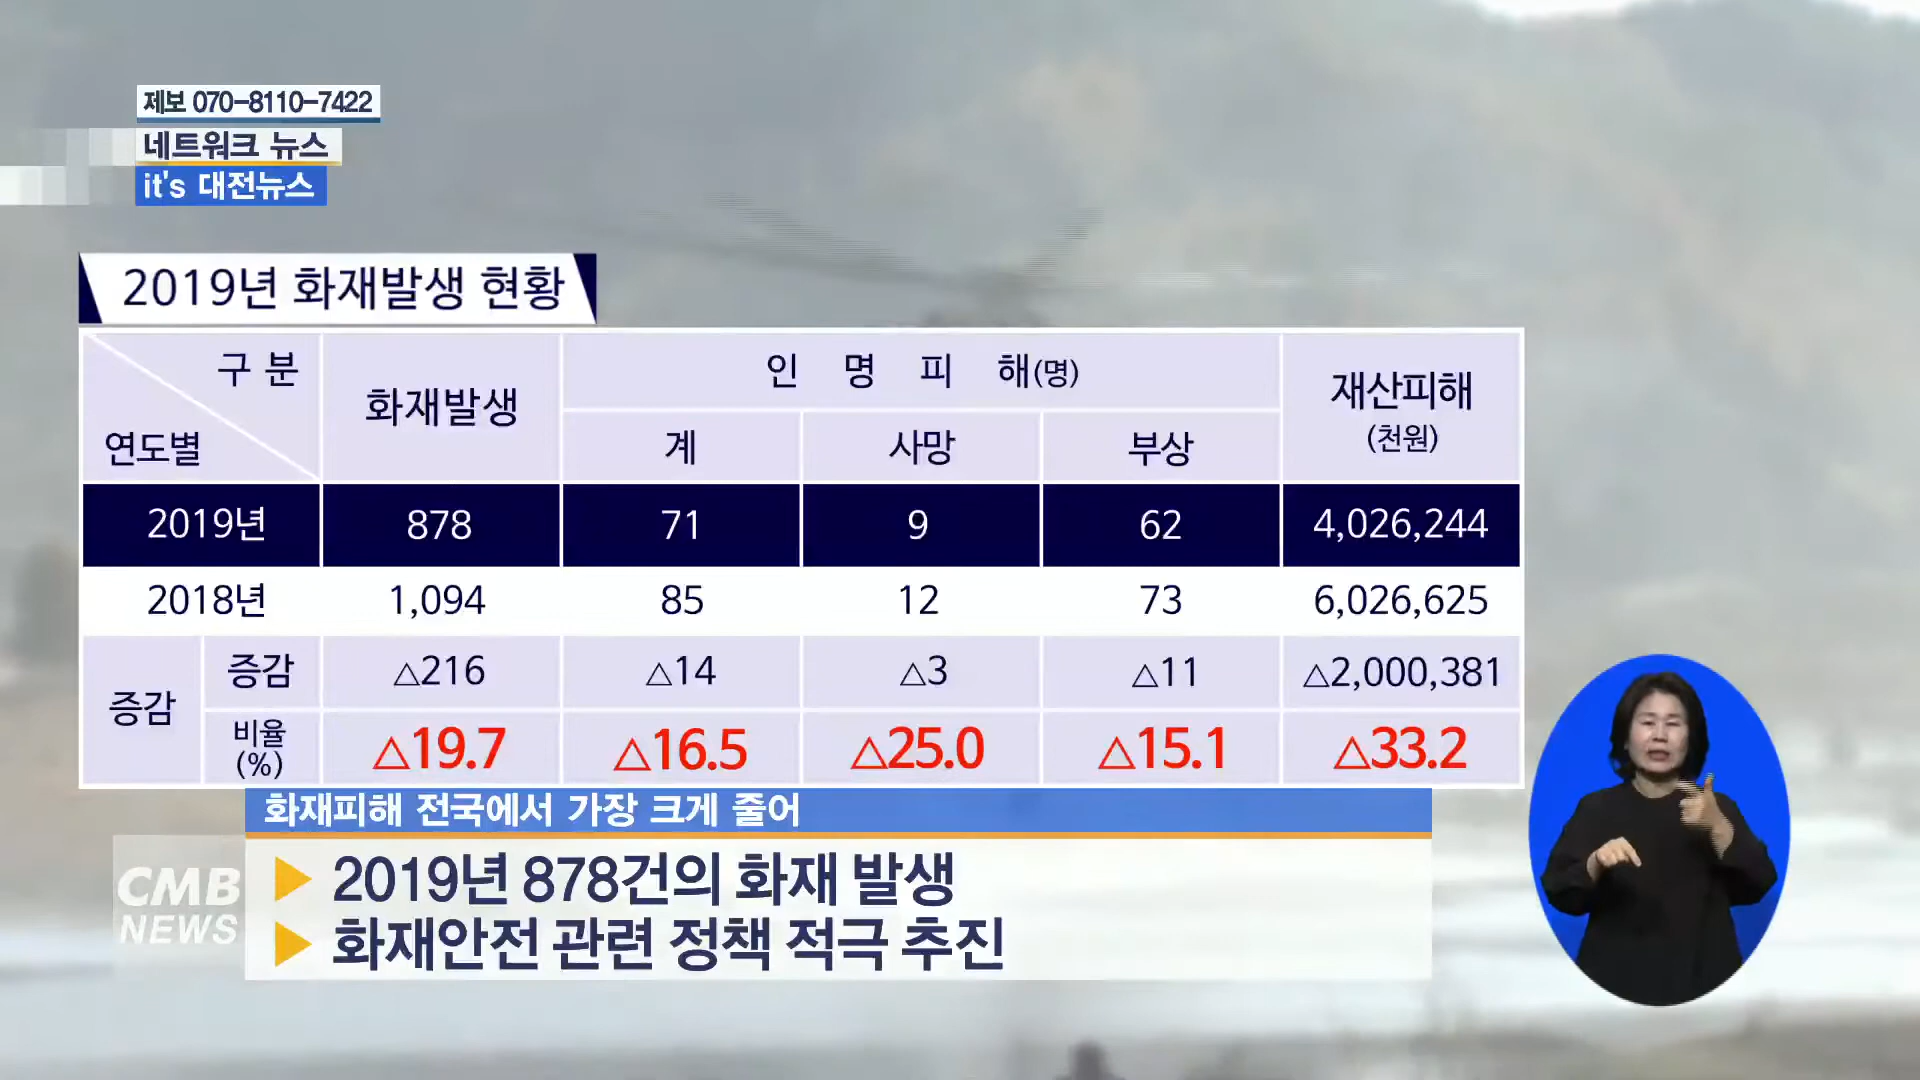 제보 070-8110-7422
네트워크 뉴스
it's 대전뉴스
2019년 화재발생 현황
구 분
연도별
화재발생
인 명 피 해(명)
재산피해
(천원)
계 사망 부상
2019년 878 71 9 62 4,026,244
2018년 1,094 85 12 73 6,026,625
증감
증감 △216 △14 △3 △11 △2,000,381
비율
(%)
△19.7 △16.5 △25.0 △15.1 △33.2
화재피해 전국에서 가장 크게 줄어
▶ 2019년 878건의 화재 발생
▶ 화재안전 관련 정책 적극 추진
CMB
NEWS